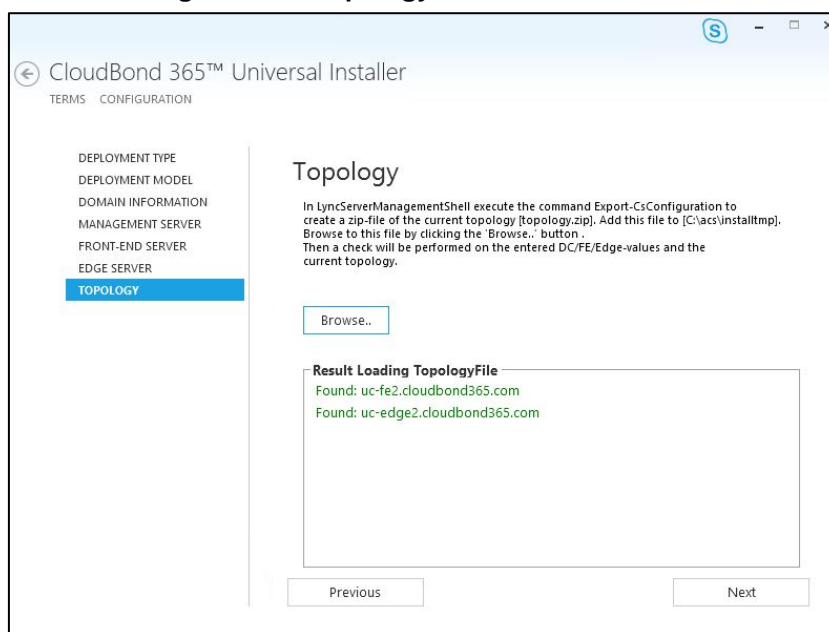 CloudBond 365™ Universal Installer
TERMS CONFIGURATION
DEPLOYMENT TYPE
DEPLOYMENT MODEL
DOMAIN INFORMATION
MANAGEMENT SERVER
FRONT-END SERVER
EDGE SERVER
TOPOLOGY
Topology
In LyncServerManagementShell execute the command Export-CsConfiguration to
create a zip-file of the current topology [topology.zip]. Add this file to [C:\acs\installtmp].
Browse to this file by clicking the 'Browse..' button .
Then a check will be performed on the entered DC/FE/Edge-values and the
current topology.
Browse..
Result Loading TopologyFile
Found: uc-fe2.cloudbond365.com
Found: uc-edge2.cloudbond365.com
Previous
Next